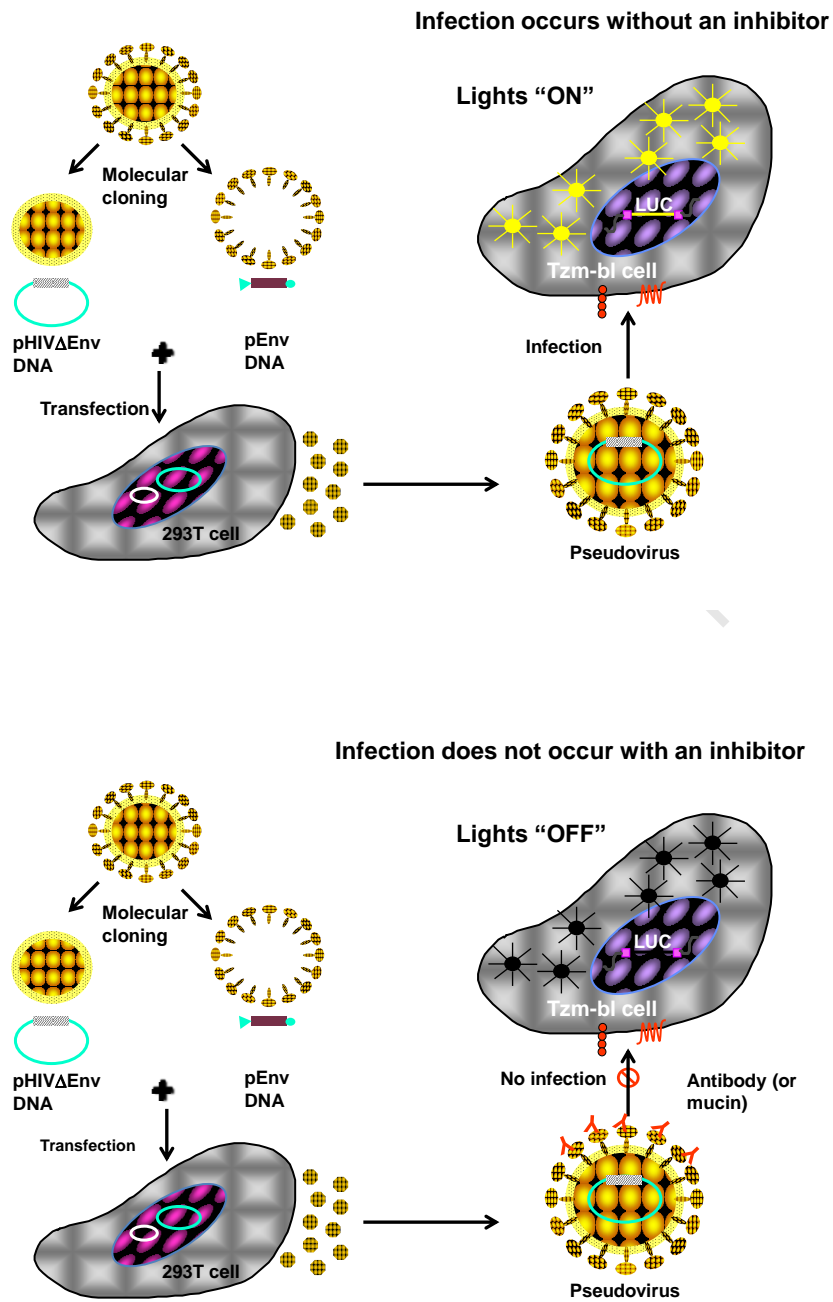 Infection occurs without an inhibitor
Lights “ON”
Molecular
cloning
LUC
Tzm-bl cell
pHIVΔEnv
DNA
pEnv
DNA
Infection
Transfection
293T cell
Pseudovirus
Infection does not occur with an inhibitor
Lights “OFF”
Molecular
cloning
LUC
Tzm-bl cell
pHIVΔEnv
DNA
pEnv
DNA
No infection
Antibody (or
mucin)
Transfection
293T cell
Pseudovirus